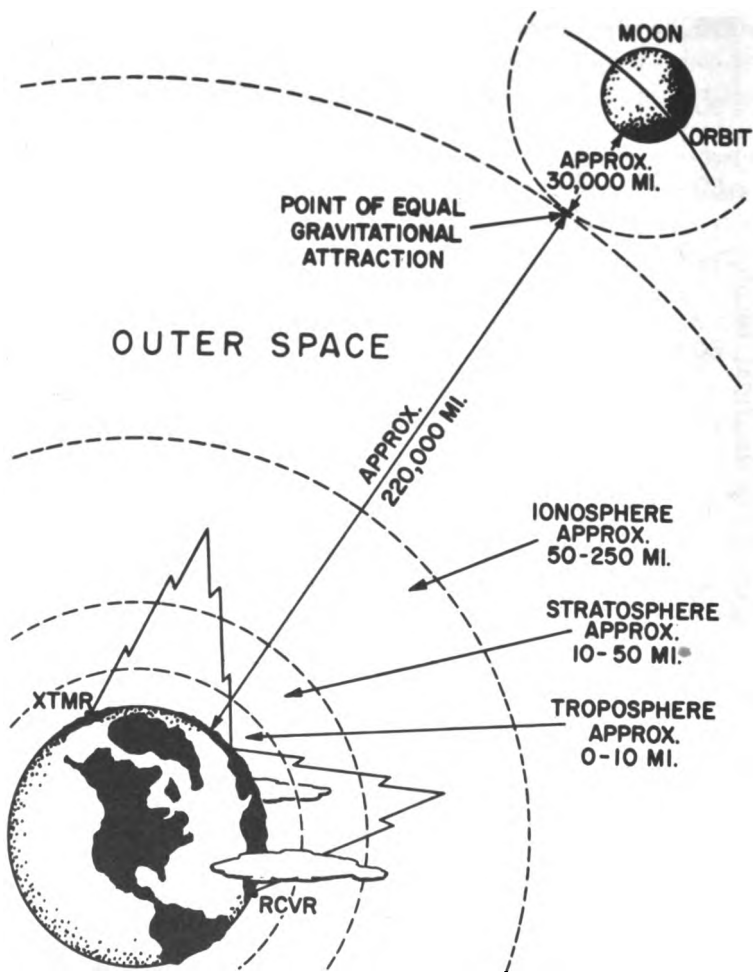 MOON
ORBIT
APPROX.
30,000 MI.
POINT OF EQUAL
GRAVITATIONAL
ATTRACTION
OUTER SPACE
APPROX.
220,000 MI.
IONOSPHERE
APPROX.
50-250 MI.
STRATOSPHERE
APPROX.
10-50 MI.
XTMR
TROPOSPHERE
APPROX.
0-10 MI.
RCVR